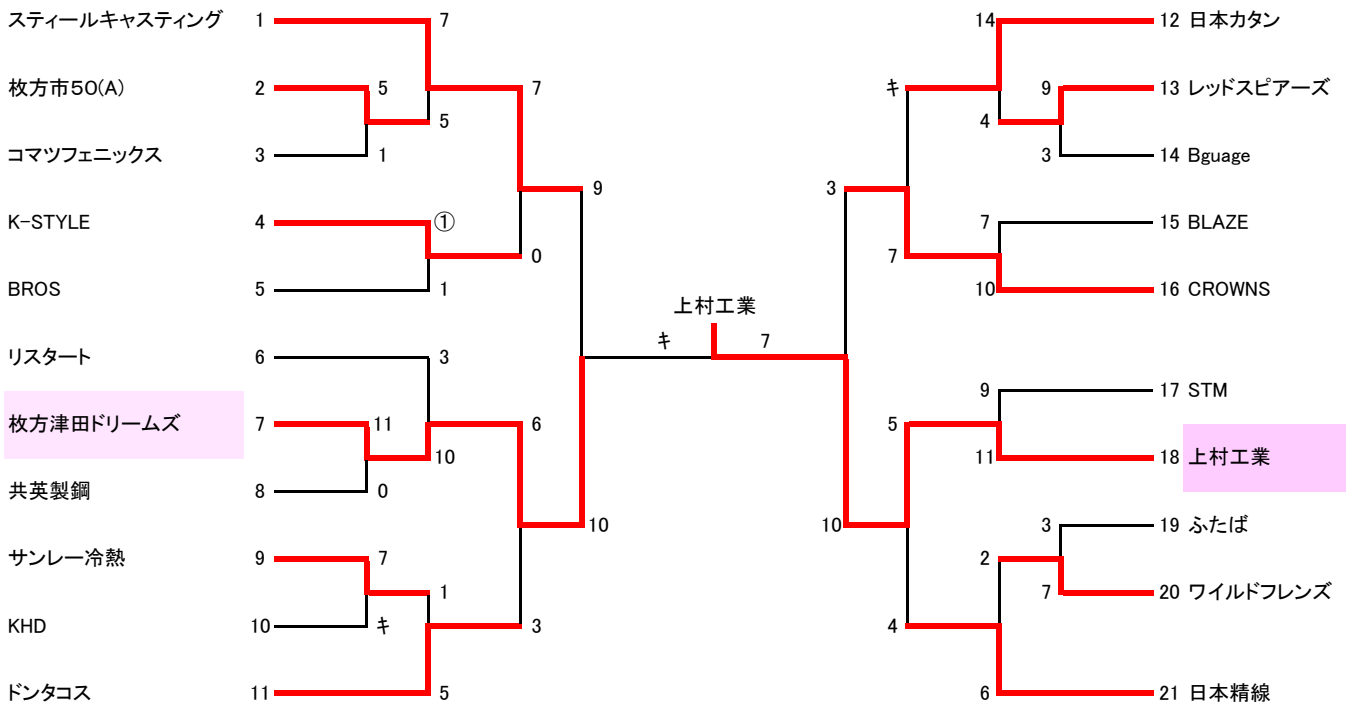 スティールキャスティング 1 7 14 12 日本カタン
枚方市50(A) 2 5 7 キ 9 13 レッドスピアーズ
5 4
コマツフェニックス 3 1 3 14 Bguage
9 3
K-STYLE 4 ① 7 15 BLAZE
0 7
BROS 5 1 10 16 CROWNS
上村工業
キ 7
リスタート 6 3
9 17 STM
枚方津田ドリームズ 7 11 6 5
10 11 18 上村工業
共英製鋼 8 0
10 10 3 19 ふたば
サンレー冷熱 9 7 2
1 7 20 ワイルドフレンズ
KHD 10 キ 3 4
ドンタコス 11 5 6 21 日本精線